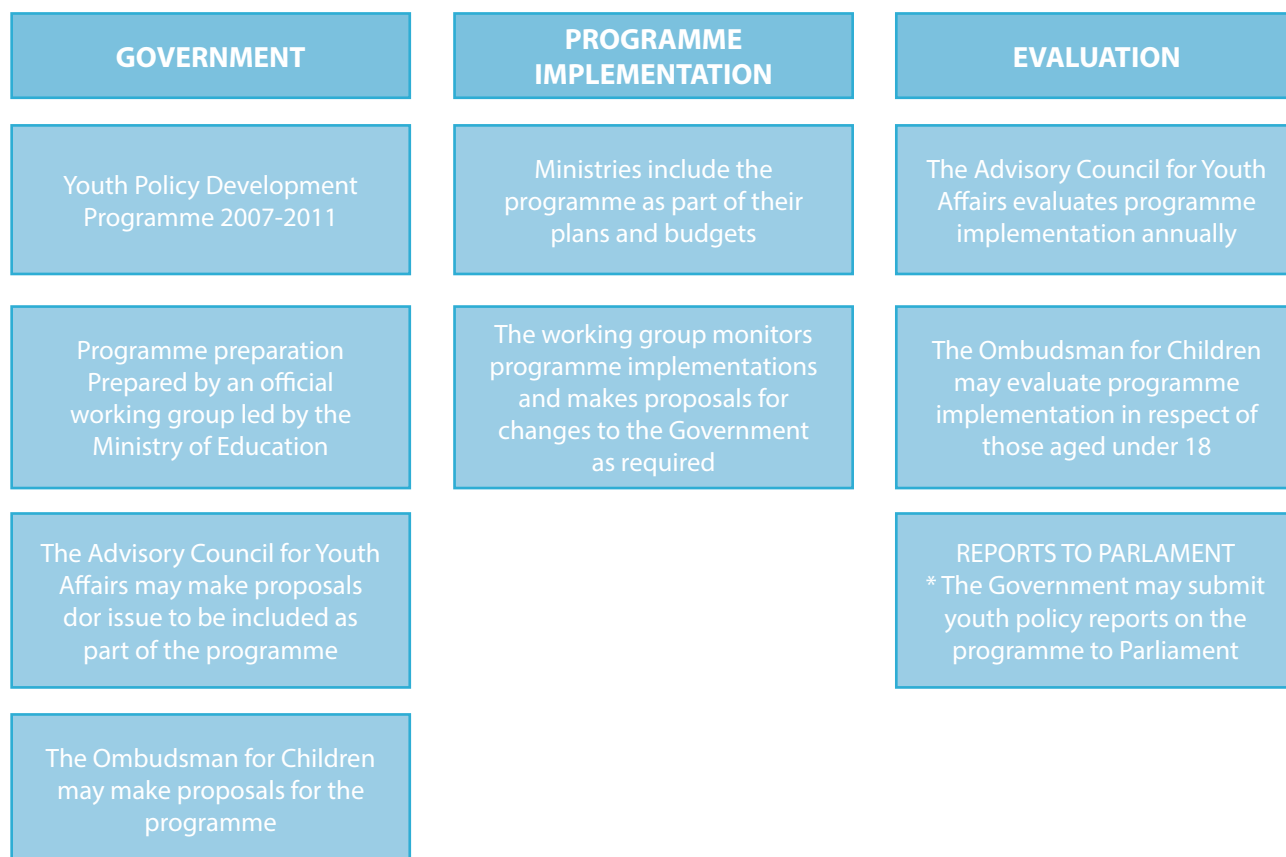 GOVERNMENT
Youth Policy Development
Programme 2007-2011
Programme preparation
Prepared by an official
working group led by the
Ministry of Education
The Advisory Council for Youth
Affairs may make proposals
dor issue to be included as
part of the programme
The Ombudsman for Children
may make proposals for the
programme
PROGRAMME
IMPLEMENTATION
Ministries include the
programme as part of their
plans and budgets
The working group monitors
programme implementations
and makes proposals for
changes to the Government
as required
EVALUATION
The Advisory Council for Youth
Affairs evaluates programme
implementation annually
The Ombudsman for Children
may evaluate programme
implementation in respect of
those aged under 18
REPORTS TO PARLAMENT
* The Government may submit
youth policy reports on the
programme to Parliament